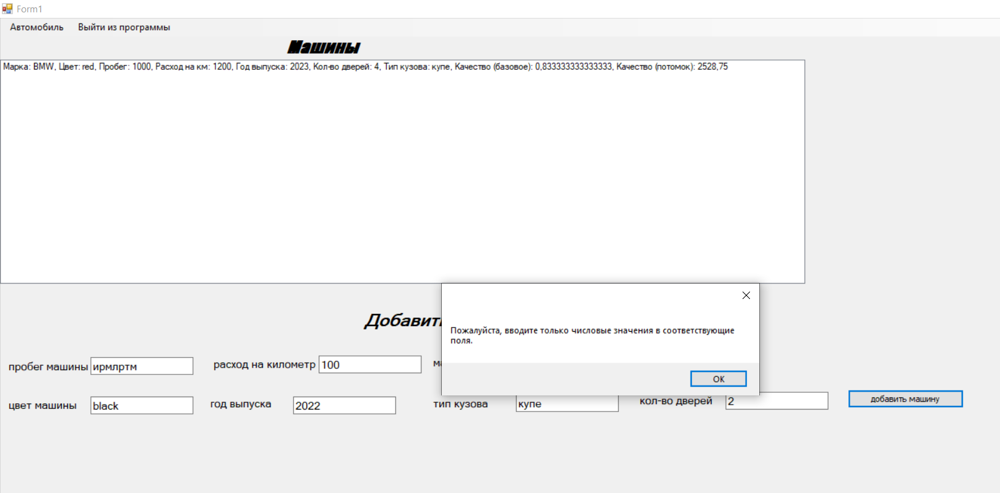 Form1
Автомобиль Выйти из программы
Машины
Марка: BMW, Цвет: red, Пробег: 1000, Расход на км: 1200, Год выпуска: 2023, Кол-во дверей: 4, Тип кузова: купе, Качество (базовое): 0,833333333333333, Качество (потомок): 2528,75
Добавить
Пожалуйста, вводите только числовые значения в соответствующие
поля.
OK
пробег машины ирмлртм расход на километр 100
цвет машины black год выпуска 2022 тип кузова купе кол-во дверей 2 добавить машину